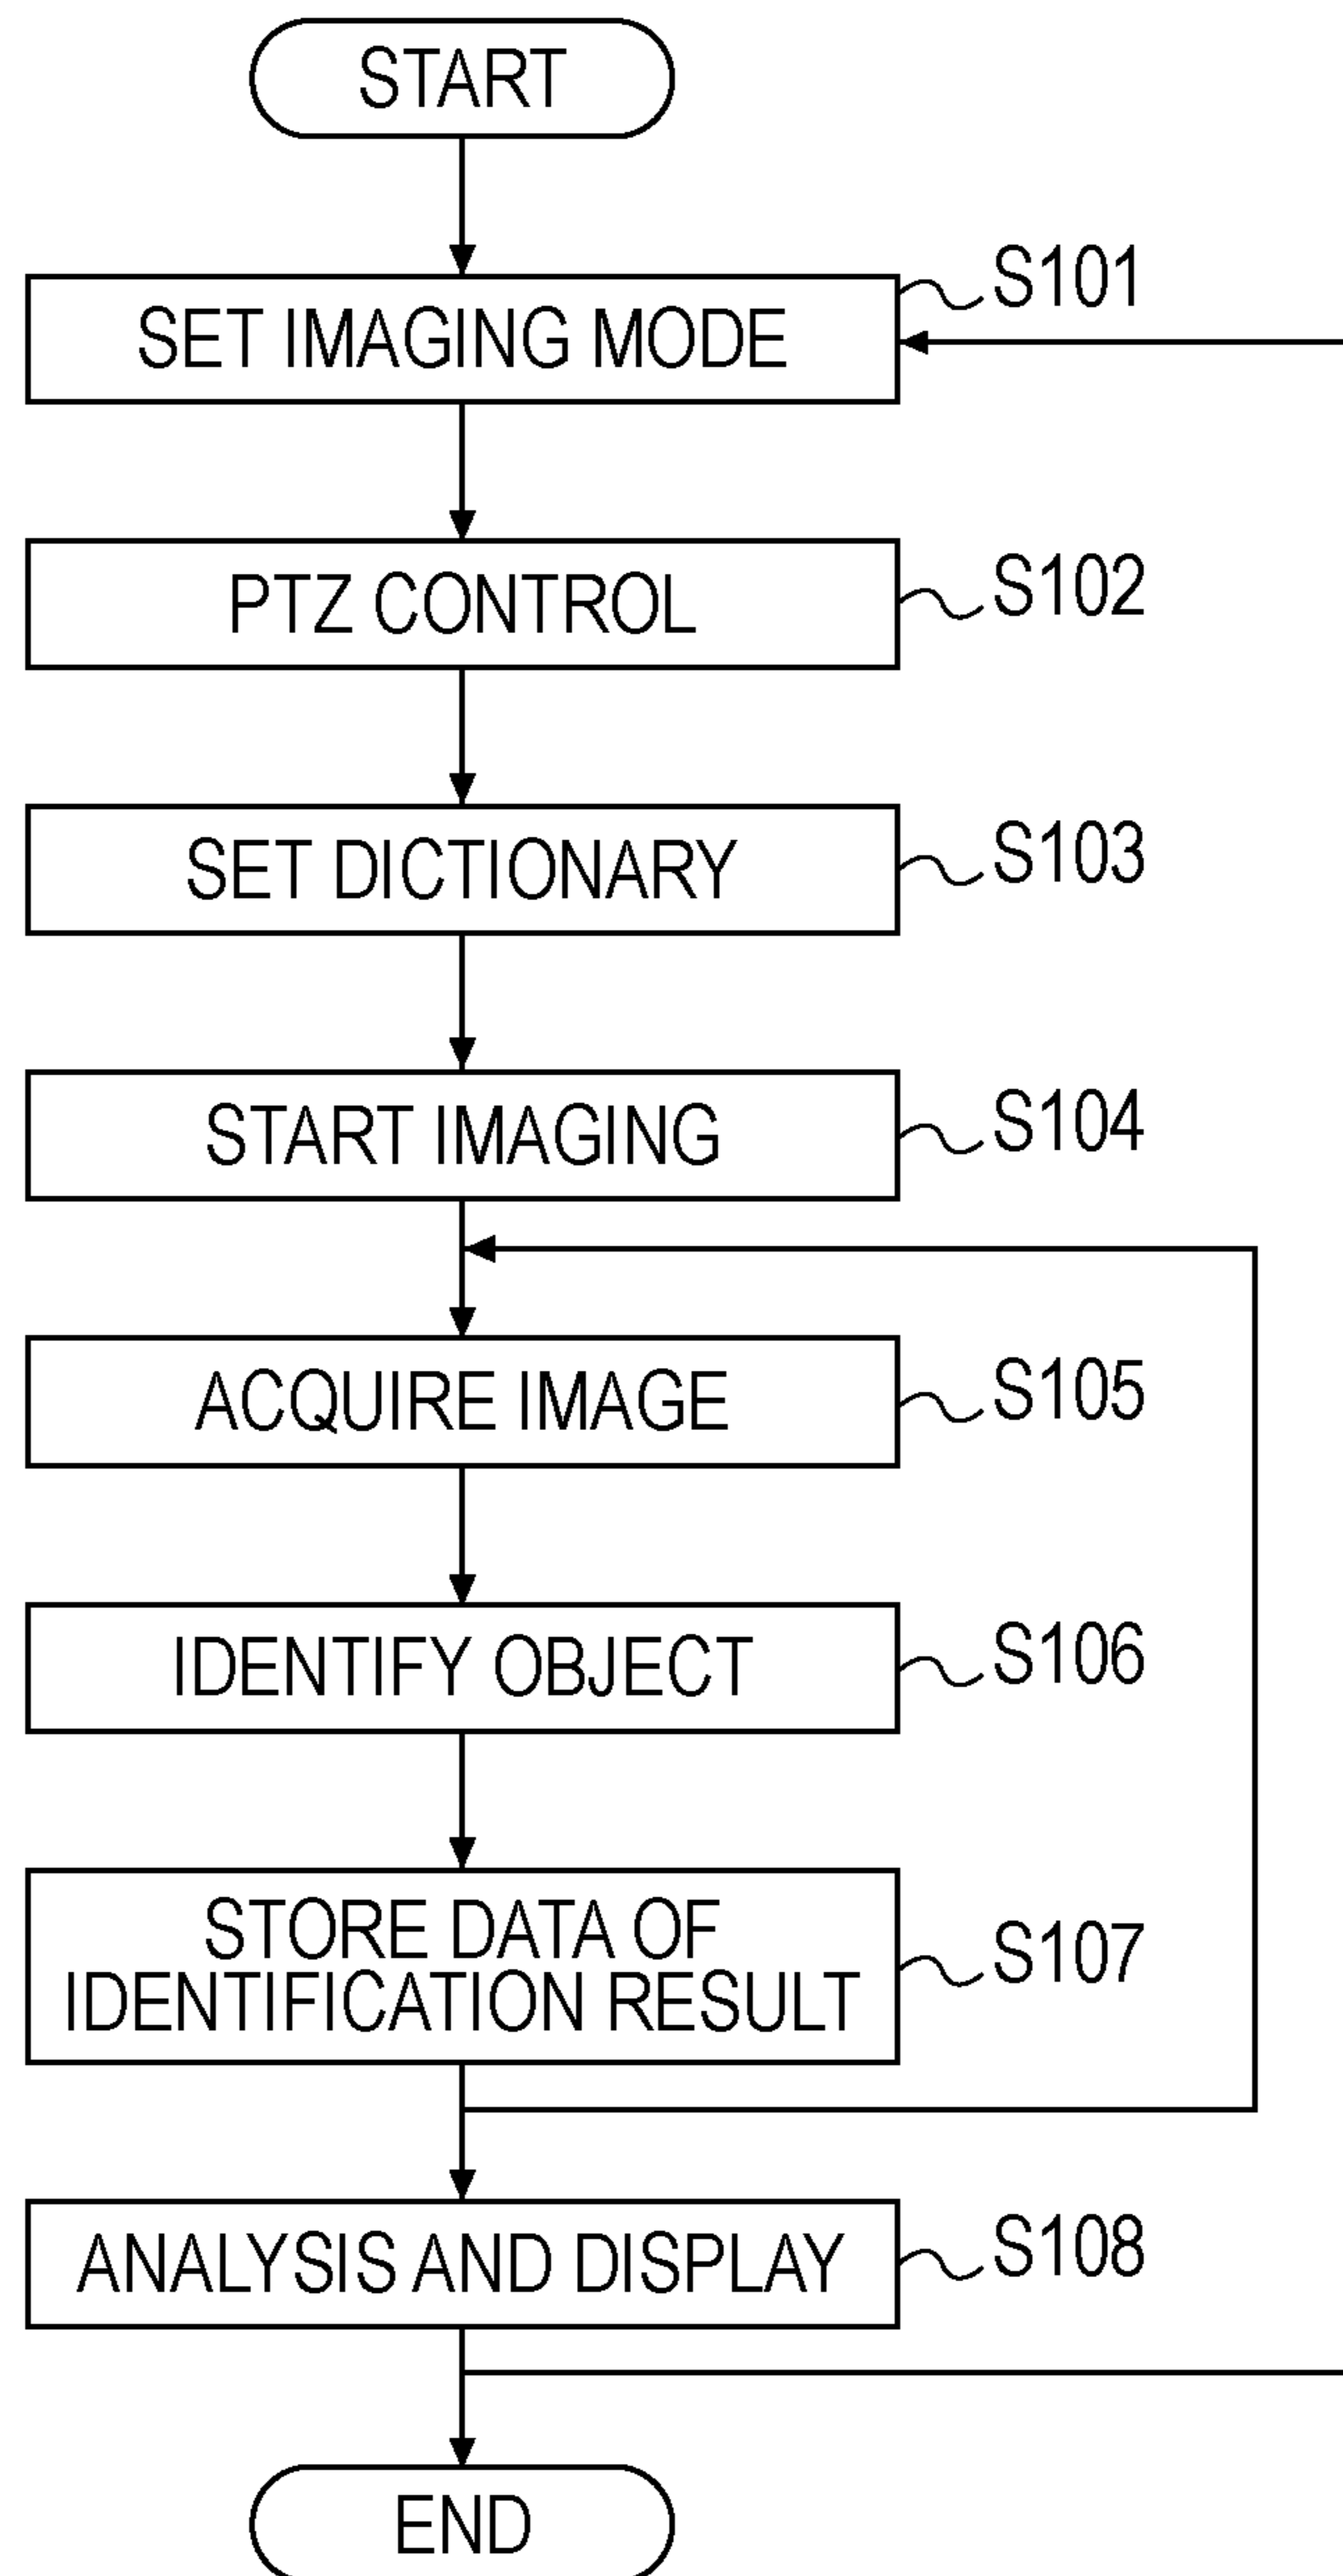 START
SET IMAGING MODE
S101
PTZ CONTROL
S102
SET DICTIONARY
S103
START IMAGING
S104
ACQUIRE IMAGE
S105
IDENTIFY OBJECT
S106
STORE DATA OF
IDENTIFICATION RESULT
S107
ANALYSIS AND DISPLAY
S108
END